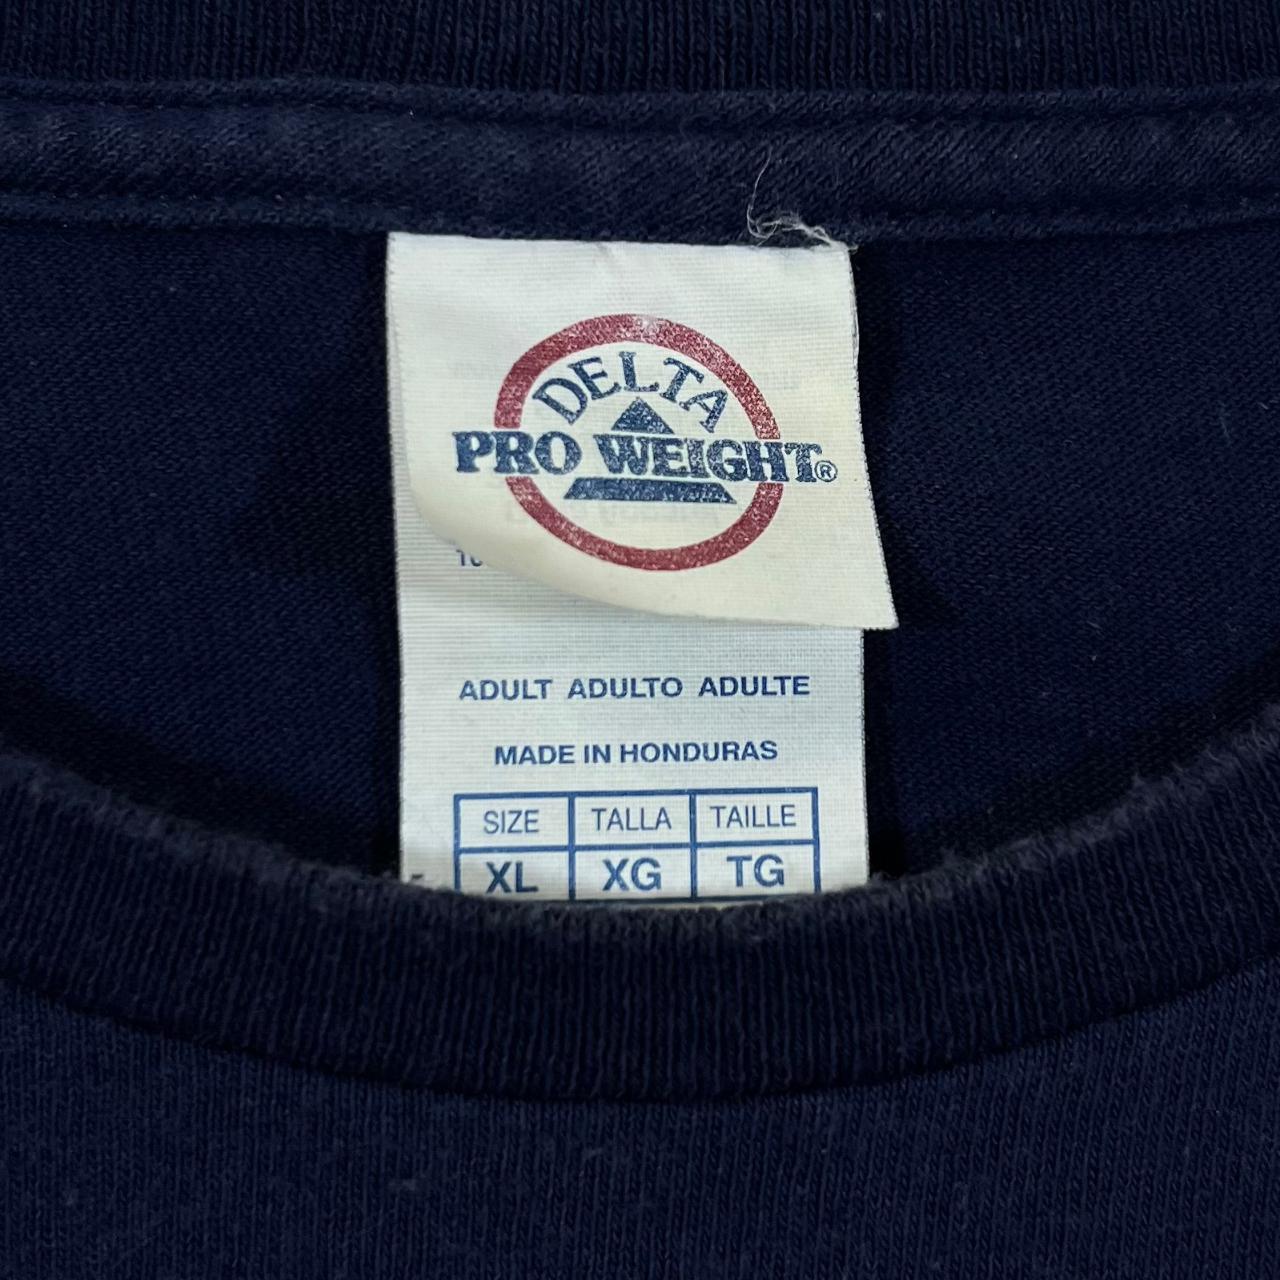 DELTA
PRO WEIGHT®
ADULT ADULTO ADULTE
MADE IN HONDURAS
SIZE TALLA TAILLE
XL XG TG